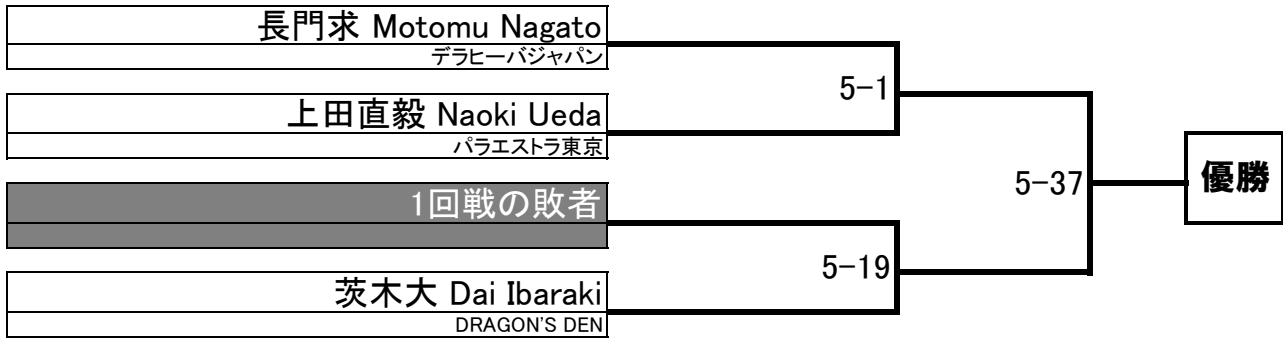 長門求 Motomu Nagato
デラヒーバジャパン
5-1
上田直毅 Naoki Ueda
パラエストラ東京
5-37
優勝
1回戦の敗者
5-19
茨木大 Dai Ibaraki
DRAGON'S DEN